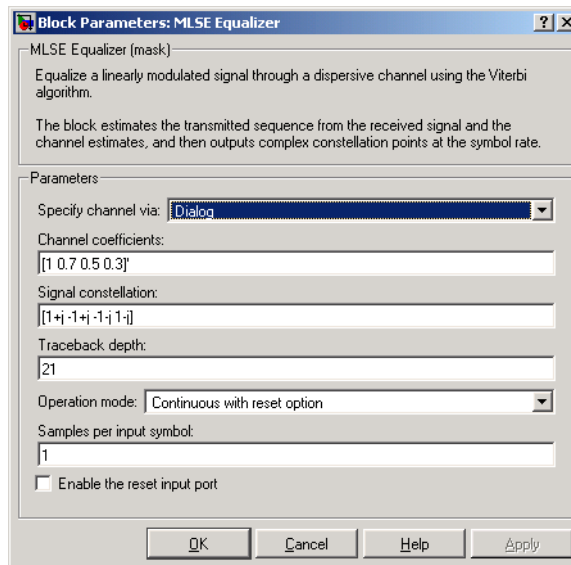 Block Parameters: MLSE Equalizer
MLSE Equalizer (mask)
Equalize a linearly modulated signal through a dispersive channel using the Viterbi
algorithm.
The block estimates the transmitted sequence from the received signal and the
channel estimates, and then outputs complex constellation points at the symbol rate.
Parameters
Specify channel via: Dialog
Channel coefficients:
[1 0.7 0.5 0.3]'
Signal constellation:
[1+j -1+j -1-j 1-j]
Traceback depth:
21
Operation mode: Continuous with reset option
Samples per input symbol:
1
Enable the reset input port
OK Cancel Help Apply